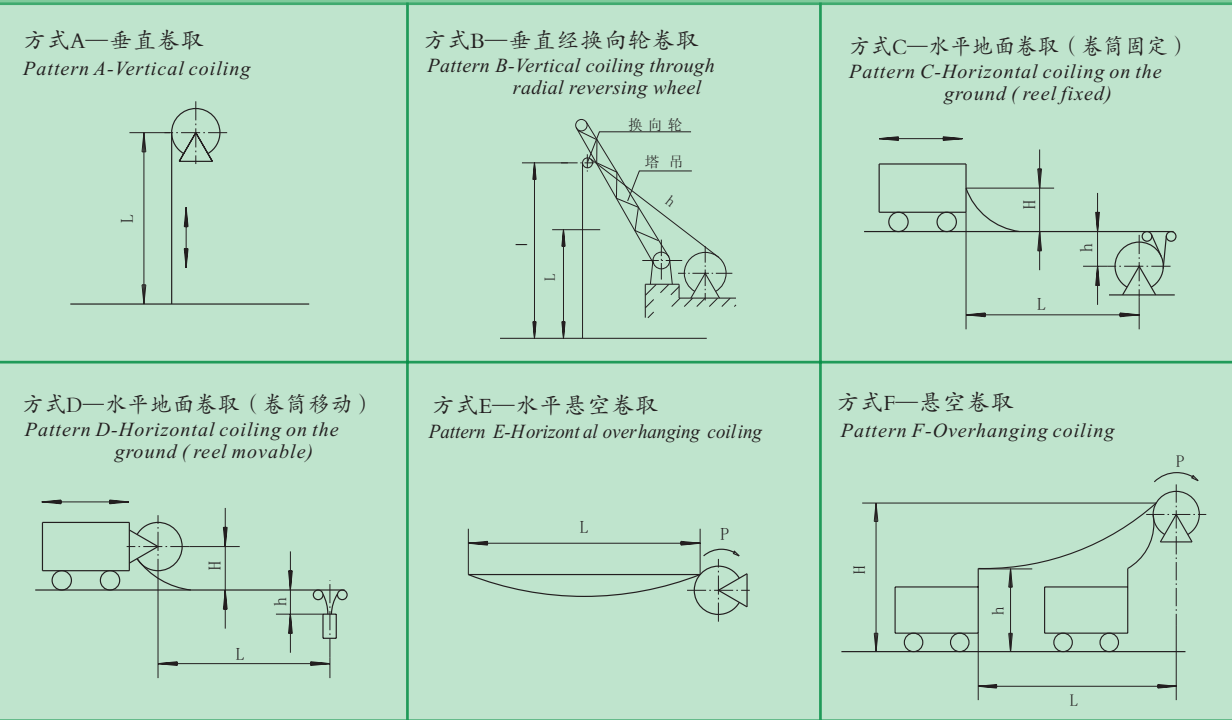 方式A—垂直卷取
Pattern A-Vertical coiling
L
方式B—垂直经换向轮卷取
Pattern B-Vertical coiling through
radial reversing wheel
换向轮
塔吊
h
l
L
方式C—水平地面卷取（卷筒固定）
Pattern C-Horizontal coiling on the
ground (reel fixed)
H
h
L
方式D—水平地面卷取（卷筒移动）
Pattern D-Horizontal coiling on the
ground (reel movable)
H
h
L
方式E—水平悬空卷取
Pattern E-Horizontal overhanging coiling
L
P
方式F—悬空卷取
Pattern F-Overhanging coiling
P
H
h
L